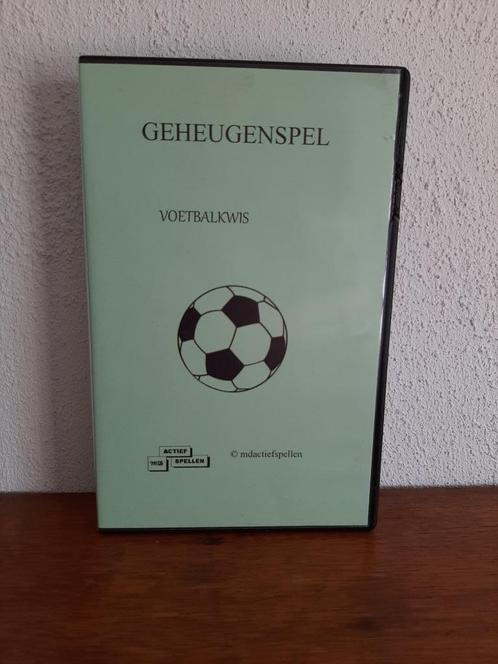 GEHEUGENSPEL
VOETBALKWIS
ACTIEF
SPELLEN
© mdactiefspellen